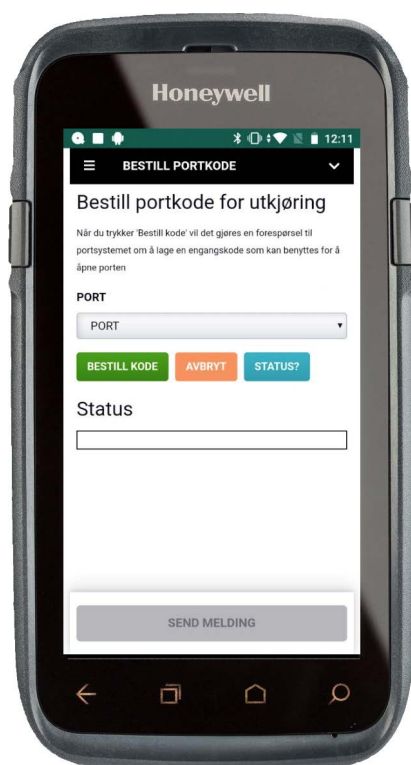 Honeywell
12:11
BESTILL PORTKODE
Bestill portkode for utkjøring
Når du trykker 'Bestill kode' vil det gjøres en forespørsel til
portsystemet om å lage en engangskode som kan benyttes for å
åpne porten
PORT
PORT
BESTILL KODE AVBRYT STATUS?
Status
SEND MELDING